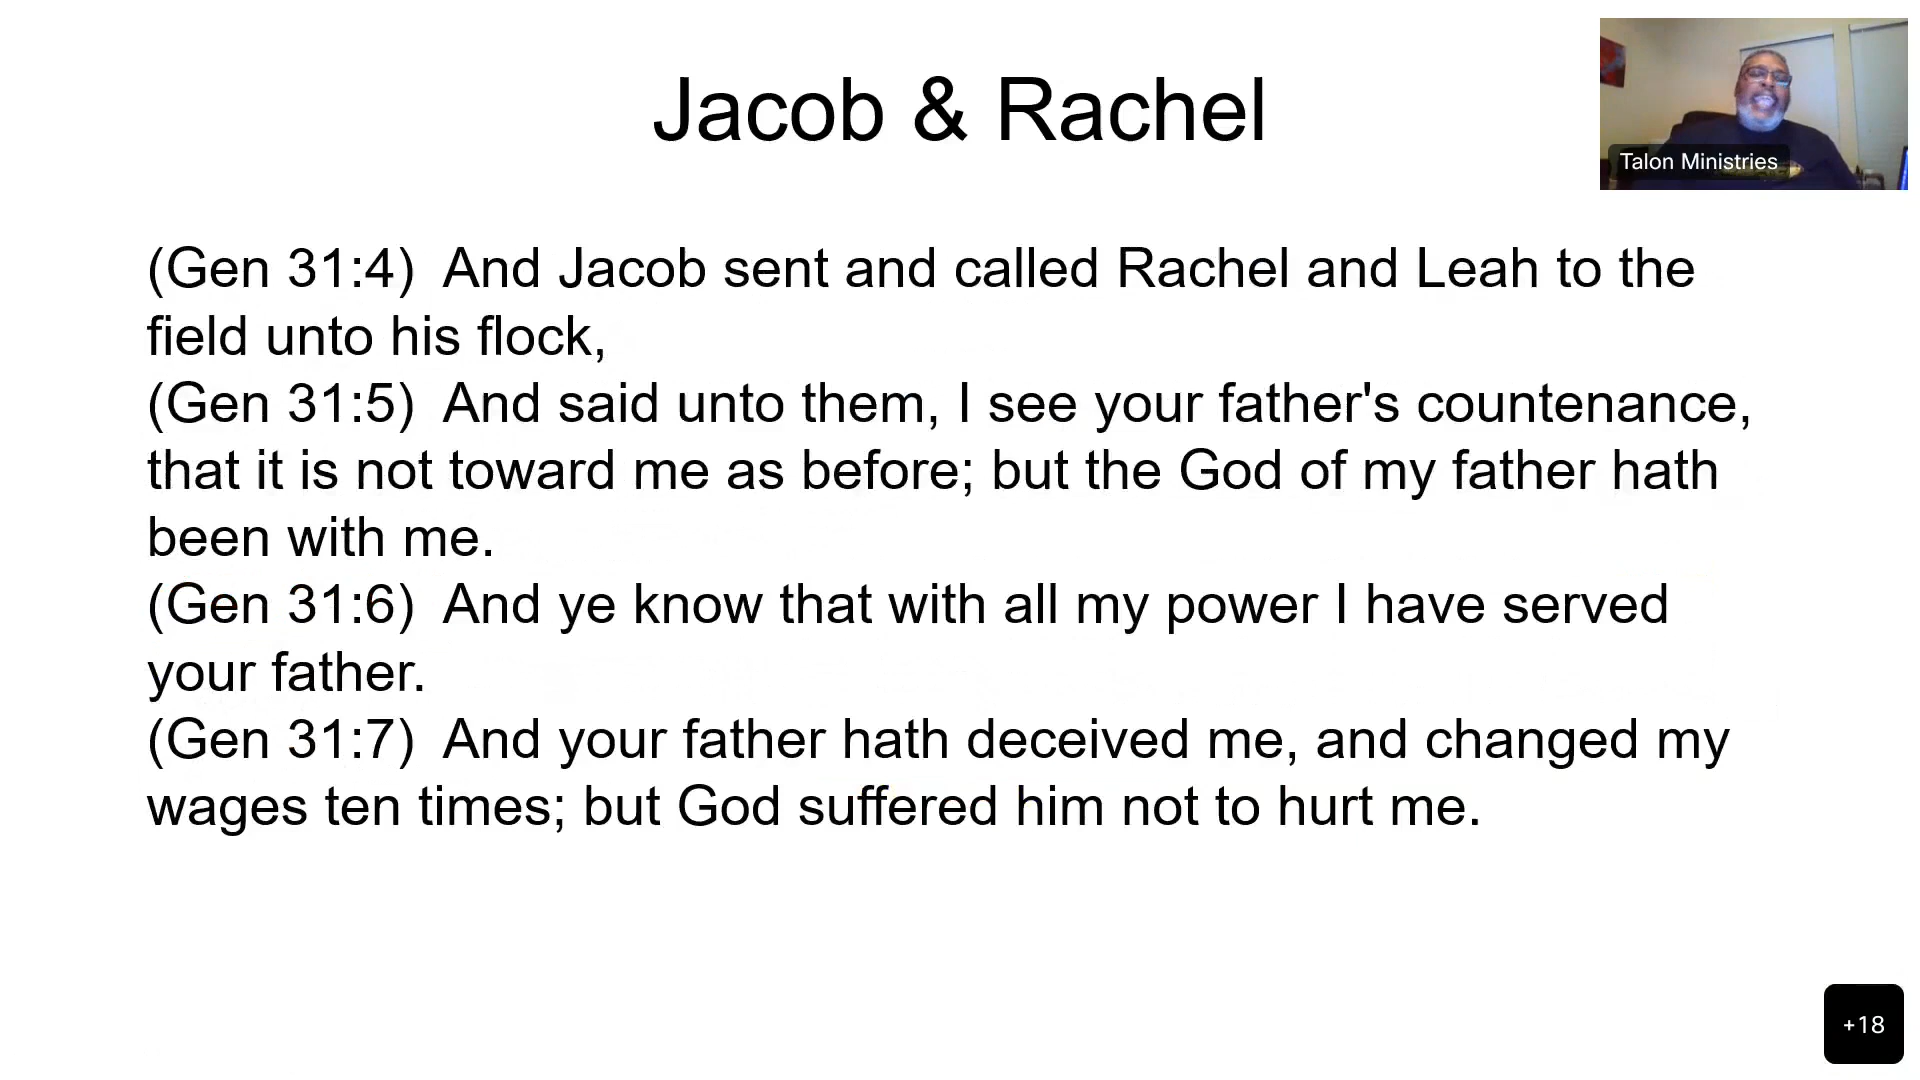 Jacob & Rachel
Talon Ministries
(Gen 31:4)  And Jacob sent and called Rachel and Leah to the
field unto his flock,
(Gen 31:5)  And said unto them, I see your father's countenance,
that it is not toward me as before; but the God of my father hath
been with me.
(Gen 31:6)  And ye know that with all my power I have served
your father.
(Gen 31:7)  And your father hath deceived me, and changed my
wages ten times; but God suffered him not to hurt me.
+18